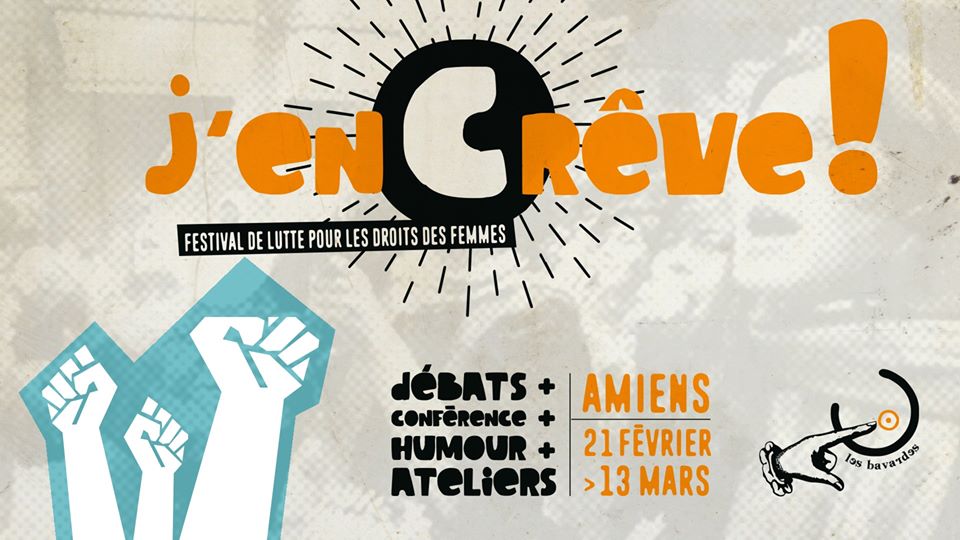 j'en Crêve !
FESTIVAL DE LUTTE POUR LES DROITS DES FEMMES
DÉBATS +
CONFÉRENCE +
HUMOUR +
ATELIERS
AMIENS
21 FÉVRIER
>13 MARS
les bavardes